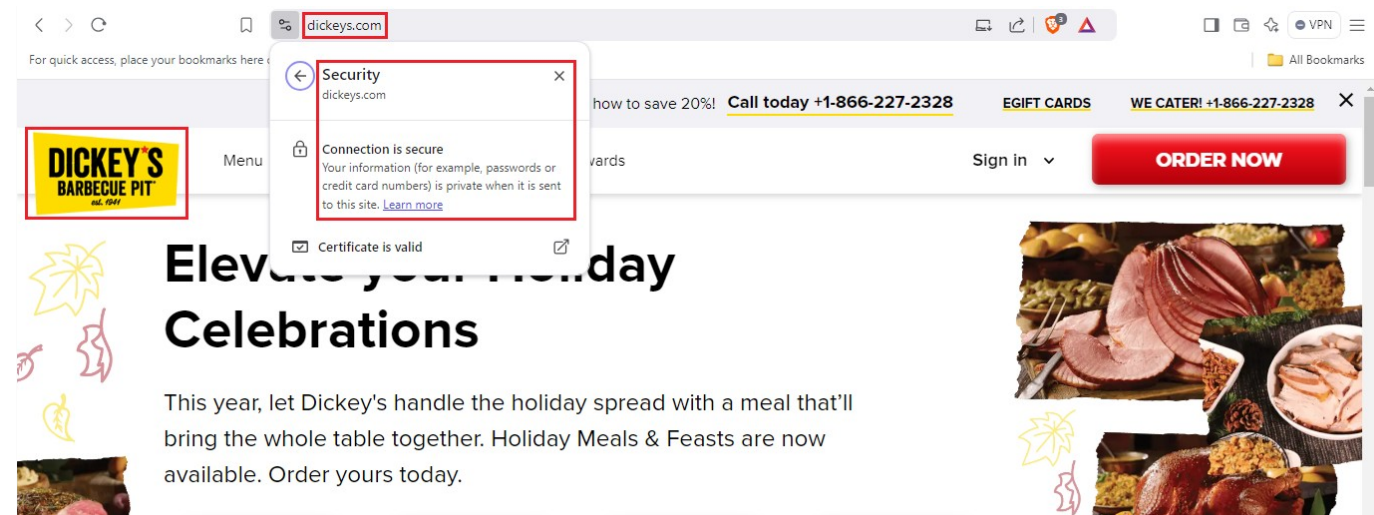 dickeys.com
VPN
For quick access, place your bookmarks here
All Bookmarks
Security
dickeys.com
how to save 20%! Call today +1-866-227-2328
EGIFT CARDS
WE CATER! +1-866-227-2328
Connection is secure
Your information (for example, passwords or
credit card numbers) is private when it is sent
to this site. Learn more
Certificate is valid
DICKEY'S
BARBECUE PIT
est. 1941
Menu
Sign in
ORDER NOW
Elevate your Holiday
Celebrations
This year, let Dickey's handle the holiday spread with a meal that'll
bring the whole table together. Holiday Meals & Feasts are now
available. Order yours today.